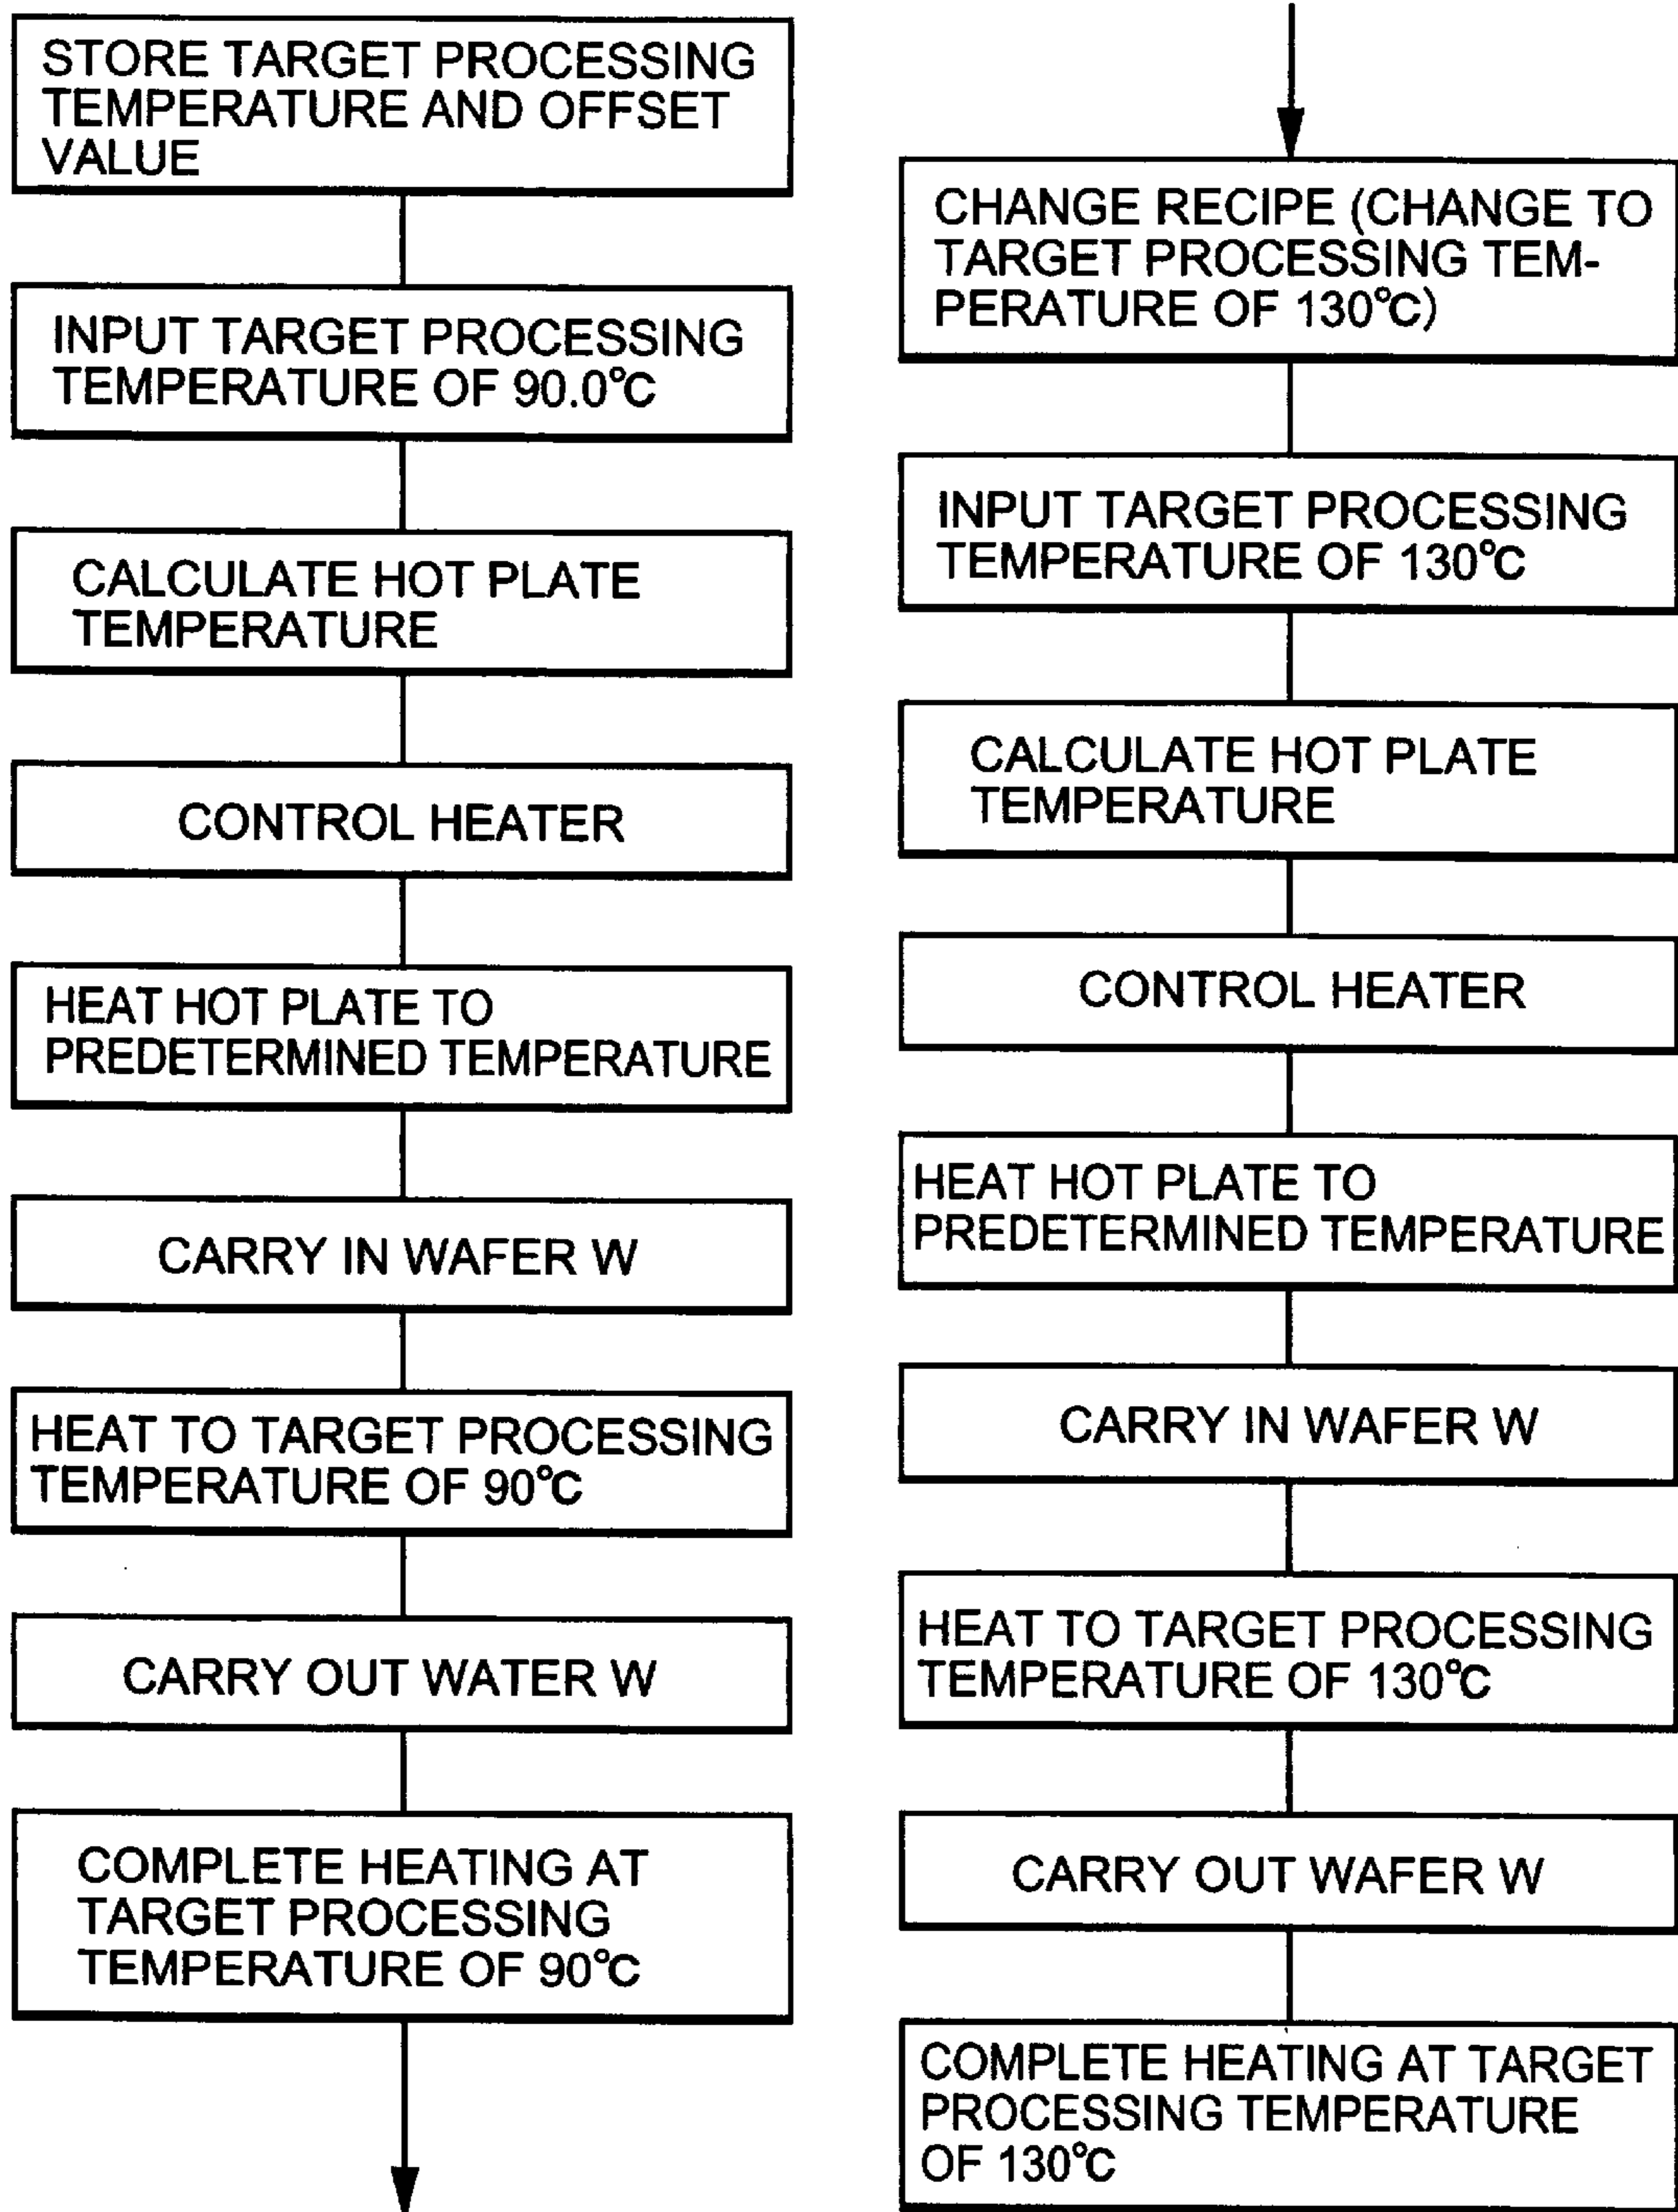 STORE TARGET PROCESSING
TEMPERATURE AND OFFSET
VALUE
INPUT TARGET PROCESSING
TEMPERATURE OF 90.0°C
CALCULATE HOT PLATE
TEMPERATURE
CONTROL HEATER
HEAT HOT PLATE TO
PREDETERMINED TEMPERATURE
CARRY IN WAFER W
HEAT TO TARGET PROCESSING
TEMPERATURE OF 90°C
CARRY OUT WATER W
COMPLETE HEATING AT
TARGET PROCESSING
TEMPERATURE OF 90°C
CHANGE RECIPE (CHANGE TO
TARGET PROCESSING TEM-
PERATURE OF 130°C)
INPUT TARGET PROCESSING
TEMPERATURE OF 130°C
CALCULATE HOT PLATE
TEMPERATURE
CONTROL HEATER
HEAT HOT PLATE TO
PREDETERMINED TEMPERATURE
CARRY IN WAFER W
HEAT TO TARGET PROCESSING
TEMPERATURE OF 130°C
CARRY OUT WAFER W
COMPLETE HEATING AT TARGET
PROCESSING TEMPERATURE
OF 130°C